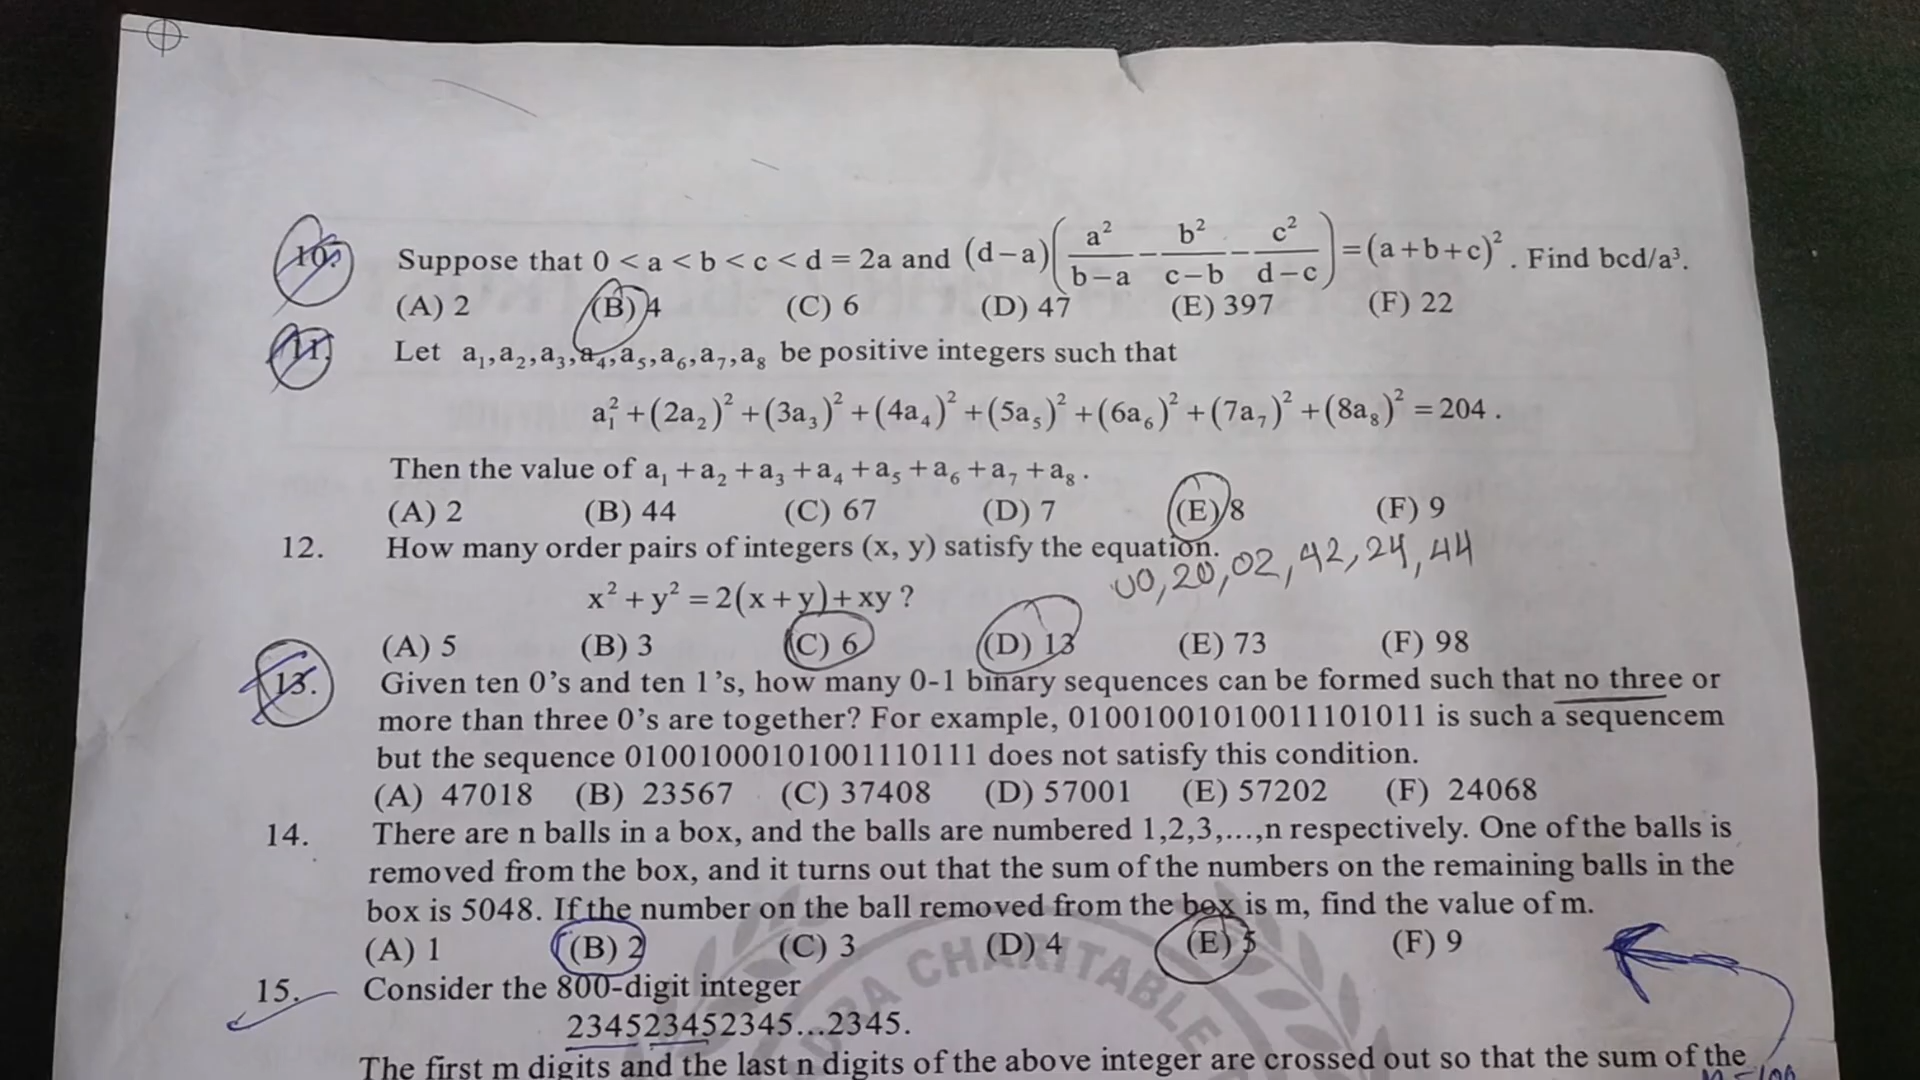 10. Suppose that 0 < a < b < c < d = 2a and (d−a)(a²/(b−a) − b²/(c−b) − c²/(d−c)) = (a+b+c)². Find bcd/a³.
(A) 2 (B) 4 (C) 6 (D) 47 (E) 397 (F) 22
11. Let a₁,a₂,a₃,a₄,a₅,a₆,a₇,a₈ be positive integers such that
a₁² + (2a₂)² + (3a₃)² + (4a₄)² + (5a₅)² + (6a₆)² + (7a₇)² + (8a₈)² = 204 .
Then the value of a₁ + a₂ + a₃ + a₄ + a₅ + a₆ + a₇ + a₈ .
(A) 2 (B) 44 (C) 67 (D) 7 (E) 8 (F) 9
12. How many order pairs of integers (x, y) satisfy the equation.
00, 20, 02, 42, 24, 44
x² + y² = 2(x + y) + xy ?
(A) 5 (B) 3 (C) 6 (D) 13 (E) 73 (F) 98
13. Given ten 0's and ten 1's, how many 0-1 binary sequences can be formed such that no three or
more than three 0's are together? For example, 01001001010011101011 is such a sequencem
but the sequence 01001000101001110111 does not satisfy this condition.
(A) 47018 (B) 23567 (C) 37408 (D) 57001 (E) 57202 (F) 24068
14. There are n balls in a box, and the balls are numbered 1,2,3,...,n respectively. One of the balls is
removed from the box, and it turns out that the sum of the numbers on the remaining balls in the
box is 5048. If the number on the ball removed from the box is m, find the value of m.
(A) 1 (B) 2 (C) 3 (D) 4 (E) 5 (F) 9
CHARITABLE
15. Consider the 800-digit integer
234523452345...2345.
The first m digits and the last n digits of the above integer are crossed out so that the sum of the